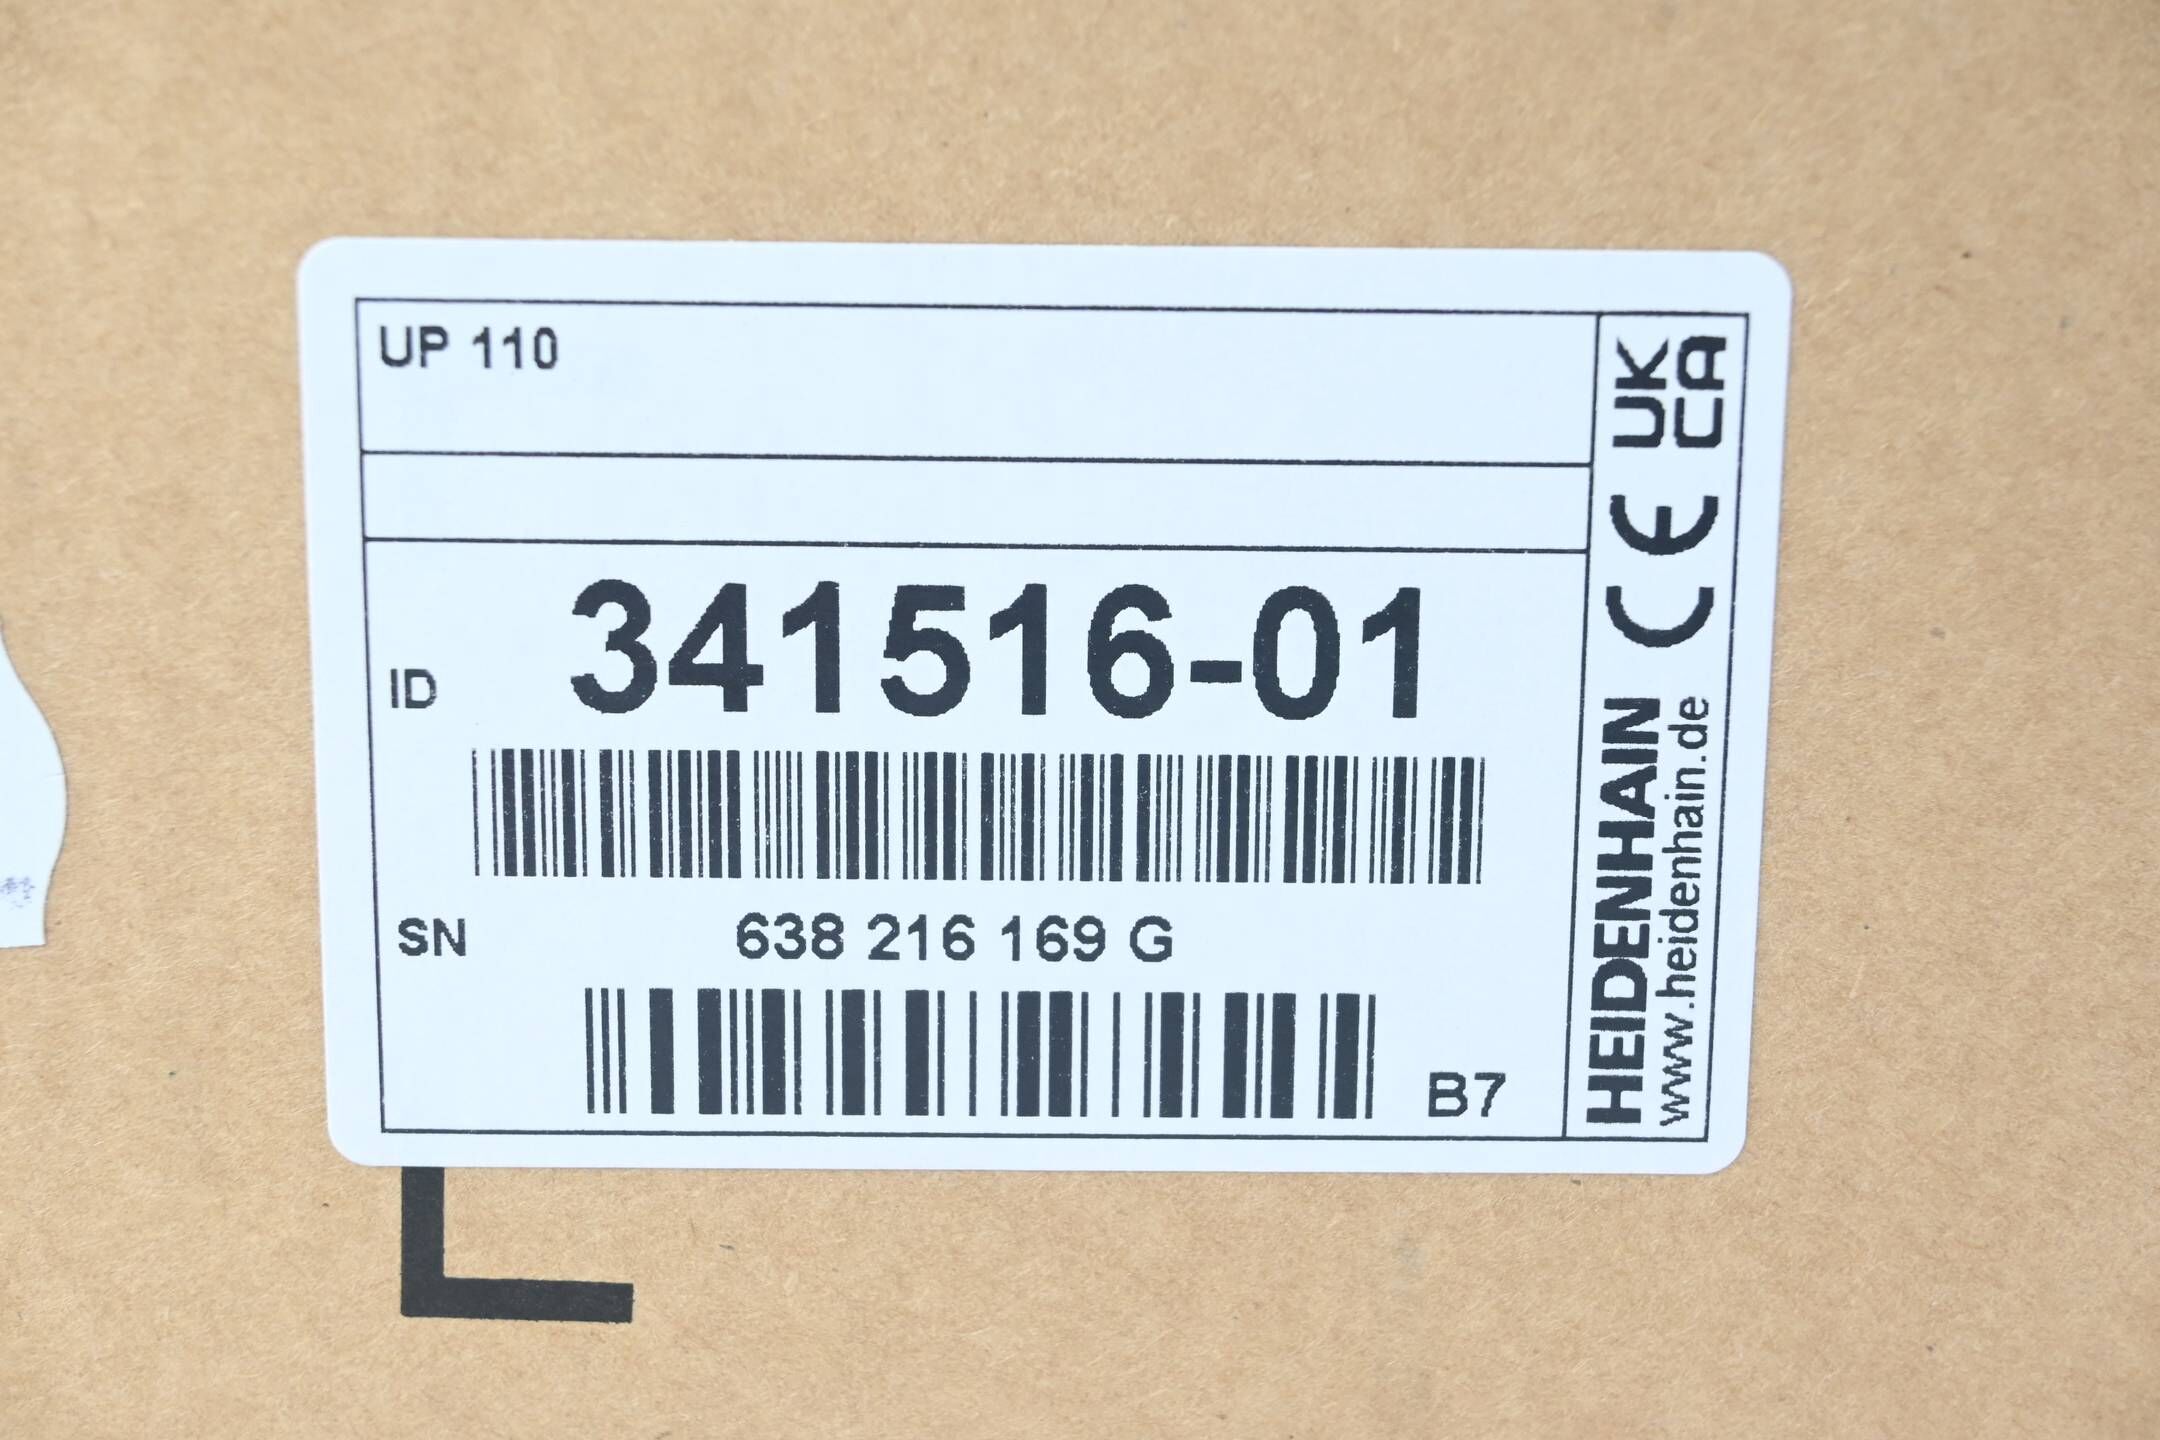 UP 110
ID 341516-01
SN 638 216 169 G
B7
HEIDENHAIN CE
www.heidenhain.de
UK
CA